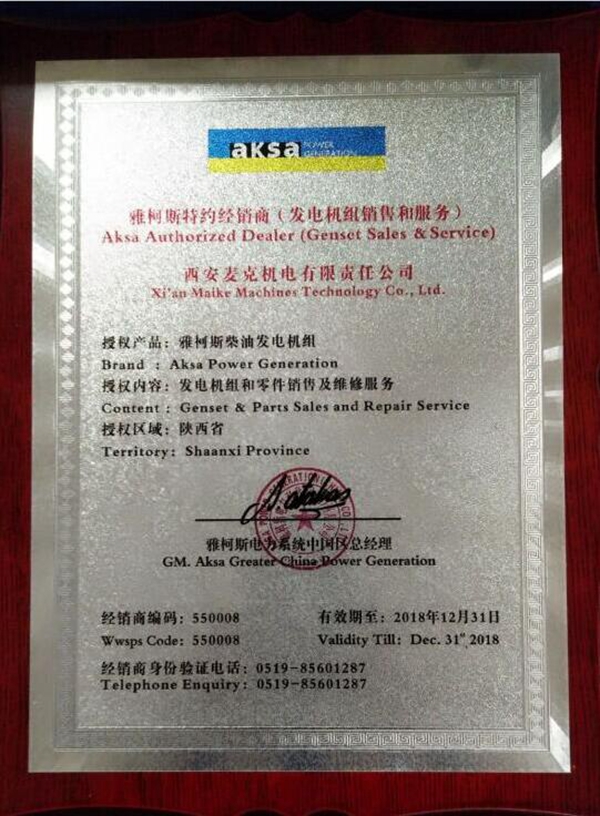 aksa POWER GENERATION
雅柯斯特约经销商（发电机组销售和服务）
Aksa Authorized Dealer (Genset Sales & Service)
西安麦克机电有限责任公司
Xi'an Maike Machines Technology Co., Ltd.
授权产品：雅柯斯柴油发电机组
Brand : Aksa Power Generation
授权内容：发电机组和零件销售及维修服务
Content : Genset & Parts Sales and Repair Service
授权区域：陕西省
Territory: Shaanxi Province
雅柯斯电力系统中国区总经理
GM. Aksa Greater China Power Generation
经销商编码：550008 有效期至：2018年12月31日
Wwsps Code: 550008 Validity Till: Dec. 31st 2018
经销商身份验证电话：0519-85601287
Telephone Enquiry: 0519-85601287